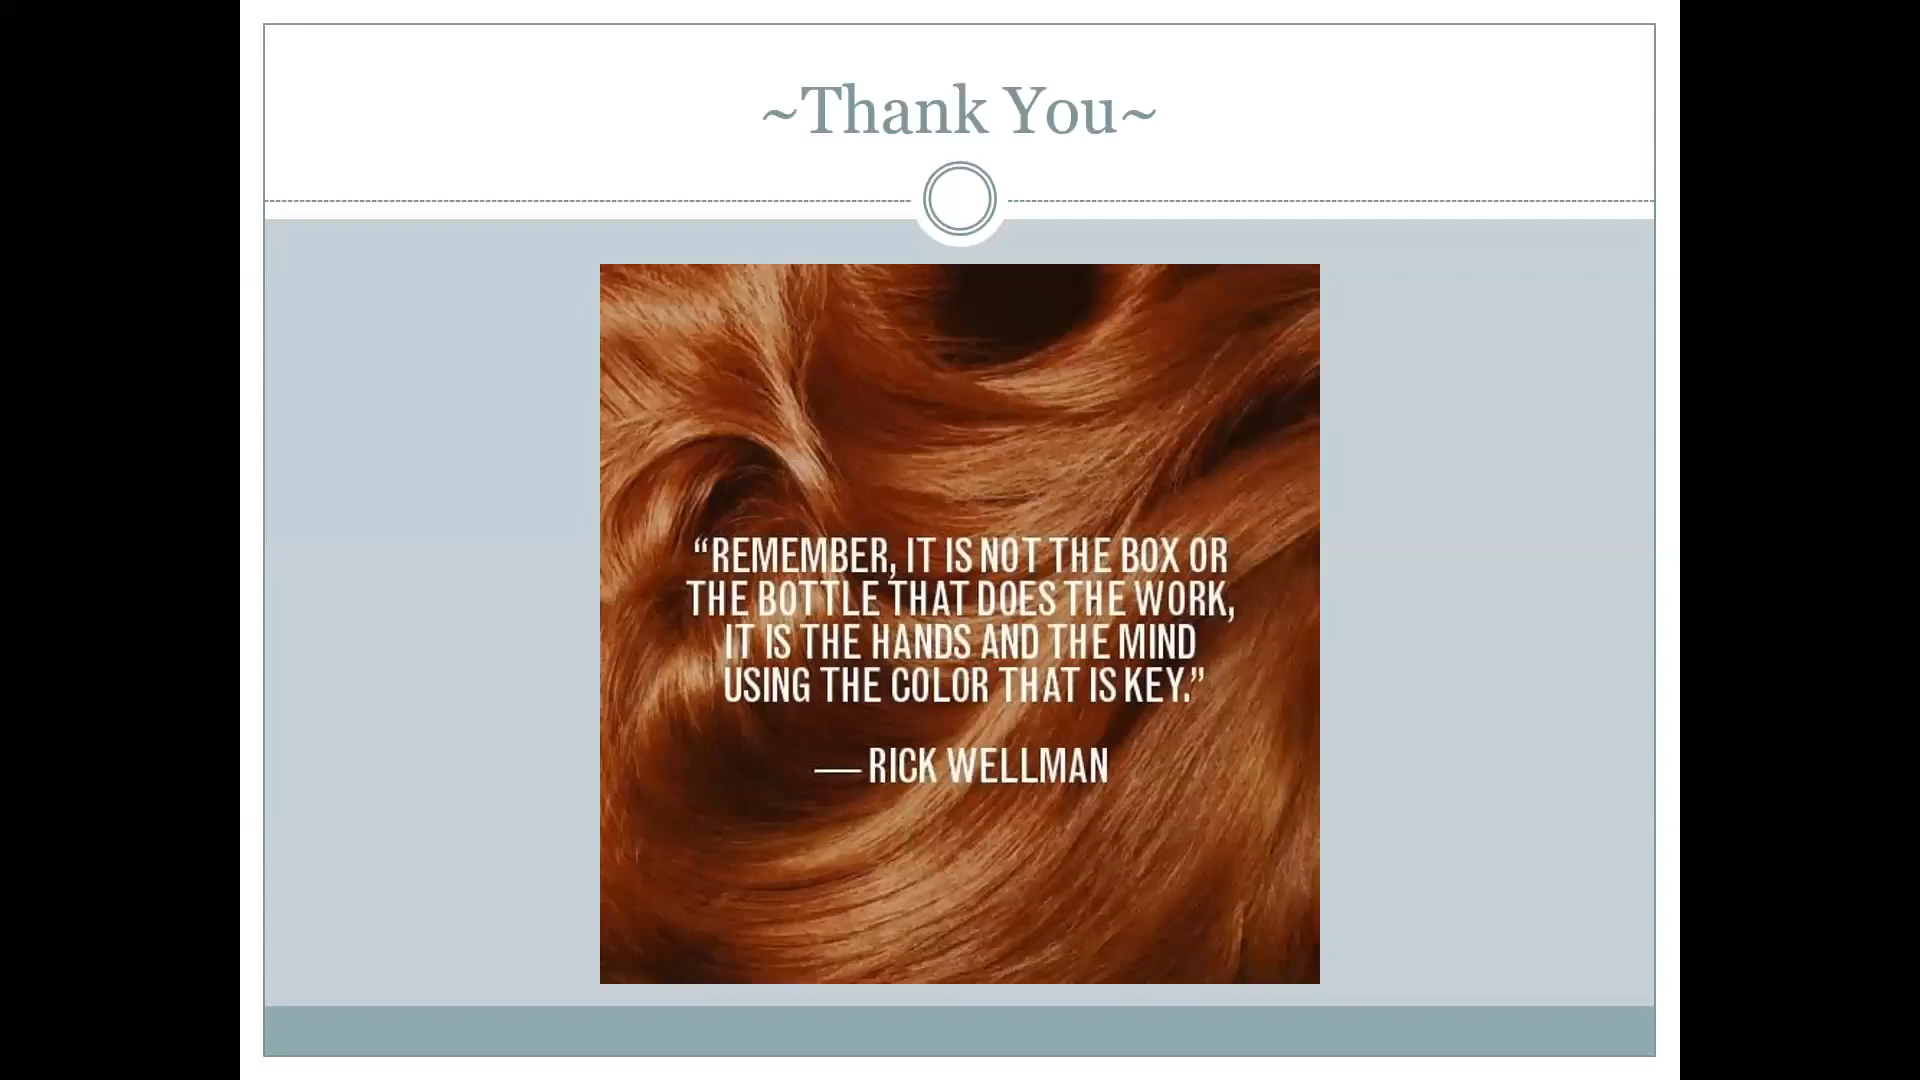 ~Thank You~
“REMEMBER, IT IS NOT THE BOX OR
THE BOTTLE THAT DOES THE WORK,
IT IS THE HANDS AND THE MIND
USING THE COLOR THAT IS KEY.”
— RICK WELLMAN